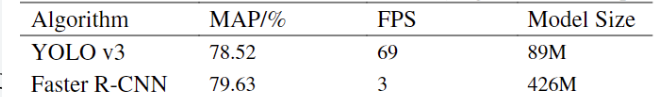 Algorithm MAP/% FPS Model Size
YOLO v3 78.52 69 89M
Faster R-CNN 79.63 3 426M